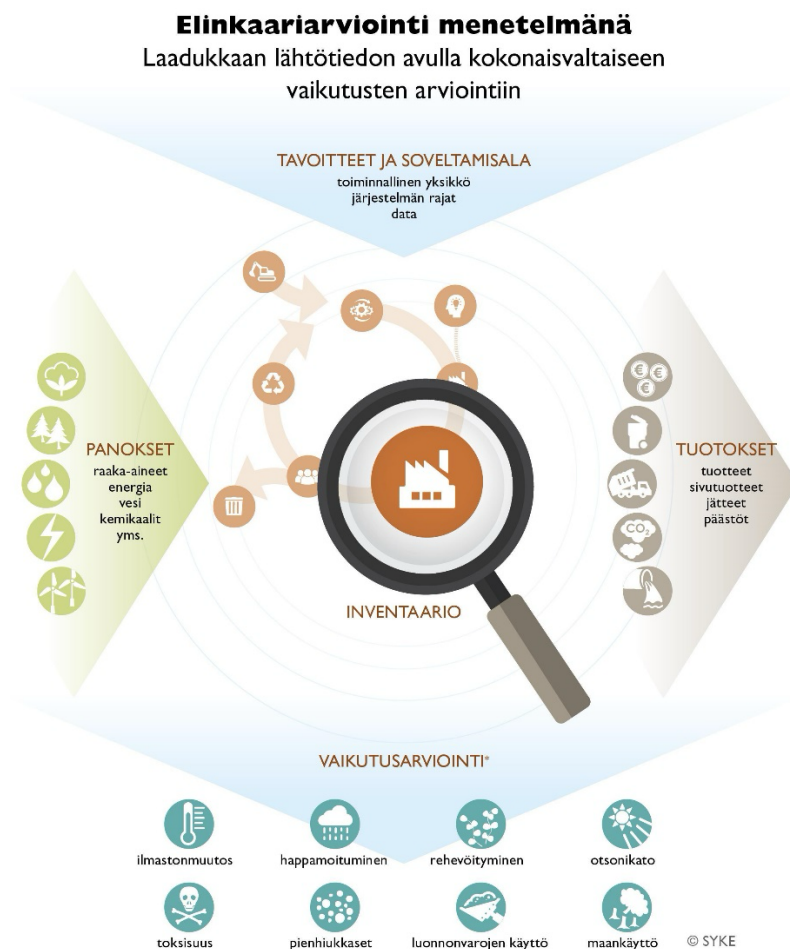 Elinkaariarviointi menetelmänä
Laadukkaan lähtötiedon avulla kokonaisvaltaiseen
vaikutusten arviointiin
TAVOITTEET JA SOVELTAMISALA
toiminnallinen yksikkö
järjestelmän rajat
data
PANOKSET
raaka-aineet
energia
vesi
kemikaalit
yms.
€
€
€
CO₂
TUOTOKSET
tuotteet
sivutuotteet
jätteet
päästöt
INVENTAARIO
VAIKUTUSARVIOINTI*
ilmastonmuutos
happamoituminen
rehevöityminen
otsonikato
toksisuus
pienhiukkaset
luonnonvarojen käyttö
maankäyttö
© SYKE